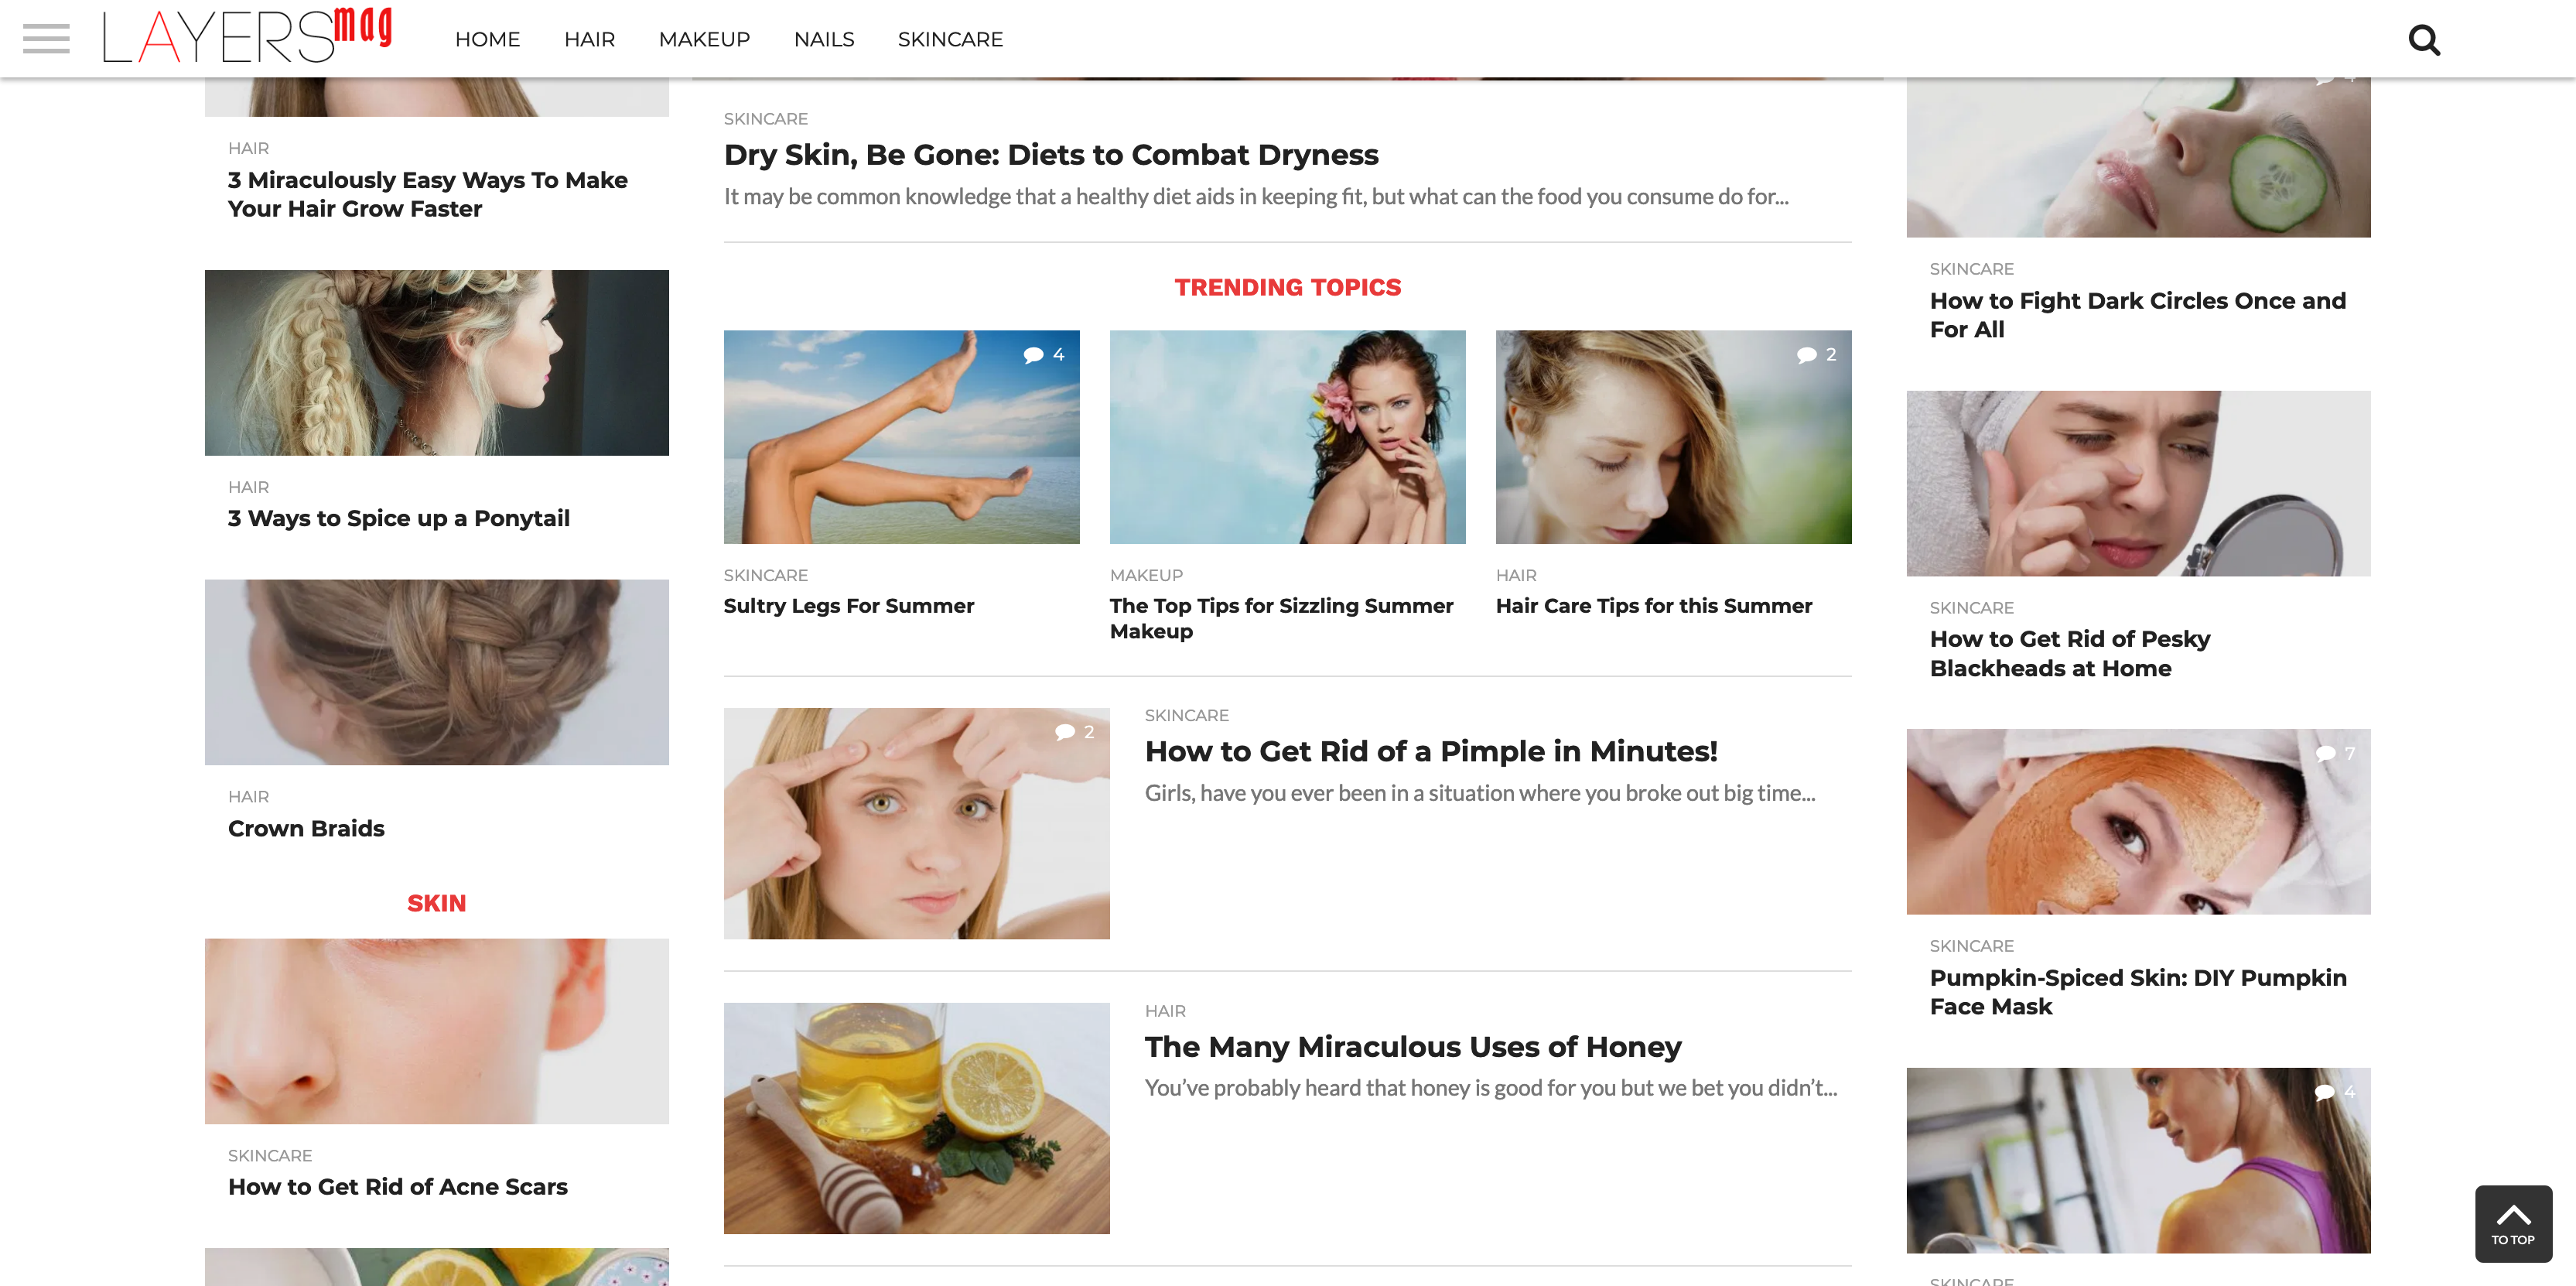 LAYERSmag
HOME
HAIR
MAKEUP
NAILS
SKINCARE
HAIR
3 Miraculously Easy Ways To Make
Your Hair Grow Faster
HAIR
3 Ways to Spice up a Ponytail
HAIR
Crown Braids
SKIN
SKINCARE
How to Get Rid of Acne Scars
SKINCARE
Dry Skin, Be Gone: Diets to Combat Dryness
It may be common knowledge that a healthy diet aids in keeping fit, but what can the food you consume do for...
TRENDING TOPICS
4
SKINCARE
Sultry Legs For Summer
MAKEUP
The Top Tips for Sizzling Summer
Makeup
2
HAIR
Hair Care Tips for this Summer
2
SKINCARE
How to Get Rid of a Pimple in Minutes!
Girls, have you ever been in a situation where you broke out big time...
HAIR
The Many Miraculous Uses of Honey
You’ve probably heard that honey is good for you but we bet you didn’t...
SKINCARE
How to Fight Dark Circles Once and
For All
SKINCARE
How to Get Rid of Pesky
Blackheads at Home
7
SKINCARE
Pumpkin-Spiced Skin: DIY Pumpkin
Face Mask
4
SKINCARE
TO TOP